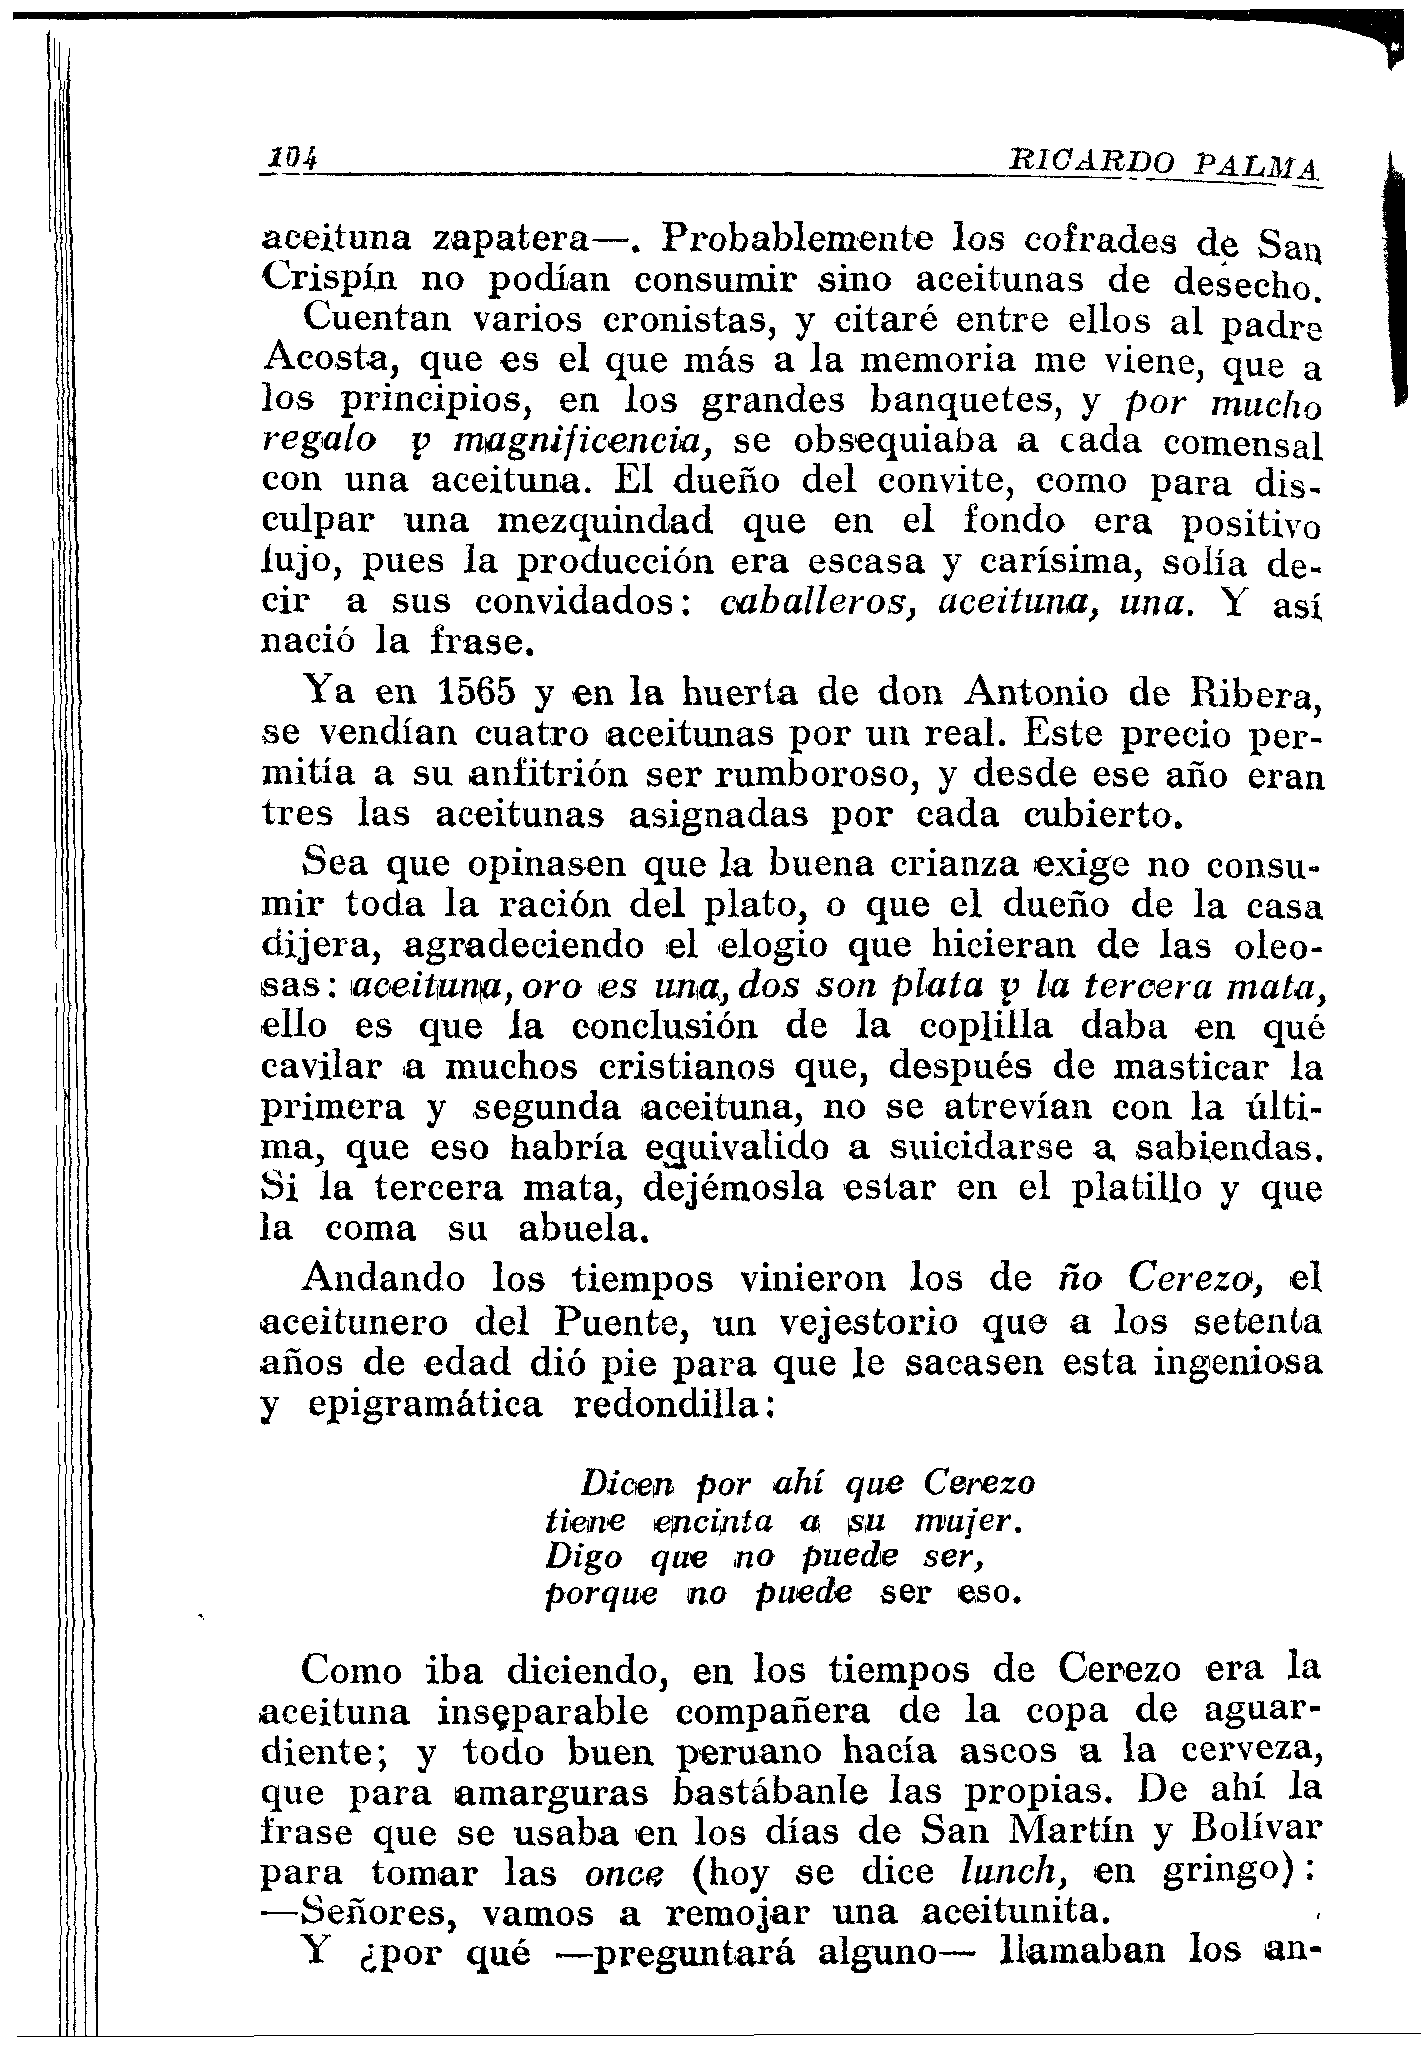 104 RICARDO PALMA
aceituna zapatera—. Probablemente los cofrades de San
Crispín no podían consumir sino aceitunas de desecho.
Cuentan varios cronistas, y citaré entre ellos al padre
Acosta, que es el que más a la memoria me viene, que a
los principios, en los grandes banquetes, y por mucho
regalo y magnificencia, se obsequiaba a cada comensal
con una aceituna. El dueño del convite, como para dis-
culpar una mezquindad que en el fondo era positivo
lujo, pues la producción era escasa y carísima, solía de-
cir a sus convidados: caballeros, aceituna, una. Y así
nació la frase.
Ya en 1565 y en la huerta de don Antonio de Ribera,
se vendían cuatro aceitunas por un real. Este precio per-
mitía a su anfitrión ser rumboroso, y desde ese año eran
tres las aceitunas asignadas por cada cubierto.
Sea que opinasen que la buena crianza exige no consu-
mir toda la ración del plato, o que el dueño de la casa
dijera, agradeciendo el elogio que hicieran de las oleo-
sas: aceituna, oro es una, dos son plata y la tercera mata,
ello es que la conclusión de la coplilla daba en qué
cavilar a muchos cristianos que, después de masticar la
primera y segunda aceituna, no se atrevían con la últi-
ma, que eso habría equivalido a suicidarse a sabiendas.
Si la tercera mata, dejémosla estar en el platillo y que
la coma su abuela.
Andando los tiempos vinieron los de ño Cerezo, el
aceitunero del Puente, un vejestorio que a los setenta
años de edad dió pie para que le sacasen esta ingeniosa
y epigramática redondilla:
Dicen por ahí que Cerezo
tiene encinta a su mujer.
Digo que no puede ser,
porque no puede ser eso.
Como iba diciendo, en los tiempos de Cerezo era la
aceituna inseparable compañera de la copa de aguar-
diente; y todo buen peruano hacía ascos a la cerveza,
que para amarguras bastábanle las propias. De ahí la
frase que se usaba en los días de San Martín y Bolívar
para tomar las once (hoy se dice lunch, en gringo):
—Señores, vamos a remojar una aceitunita.
Y ¿por qué —preguntará alguno— llamaban los an-